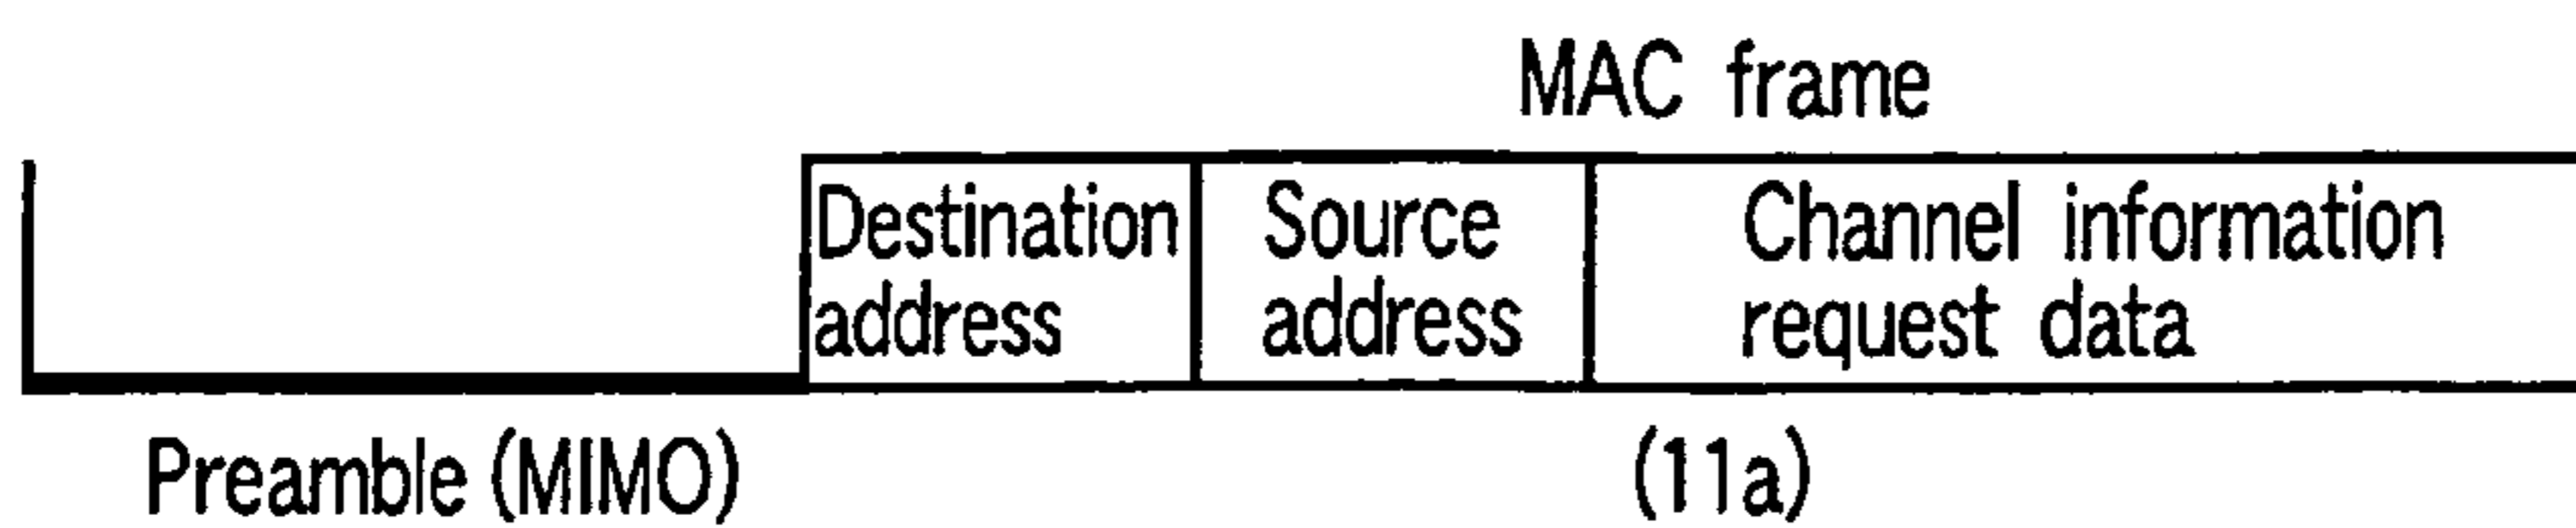 MAC frame
Destination address
Source address
Channel information request data
Preamble (MIMO)
(11a)